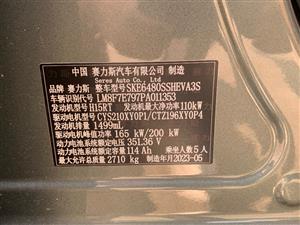 中国 赛力斯汽车有限公司 制造
Seres Auto Co., Ltd.
品牌 赛力斯 整车型号 SKE6480SSHEVA3S
车辆识别代号 LM8F7E797PA011353
发动机型号 H15RT 发动机最大净功率 110kW
驱动电机型号 CYS210XY0P1/CTZ196XY0P4
发动机排量 1499mL
驱动电机峰值功率 165 kW/200 kW
动力电池系统额定电压 351.36 V
动力电池系统额定容量 114 Ah 乘坐人数 5 人
最大允许总质量 2710 kg 制造年月 2023-05